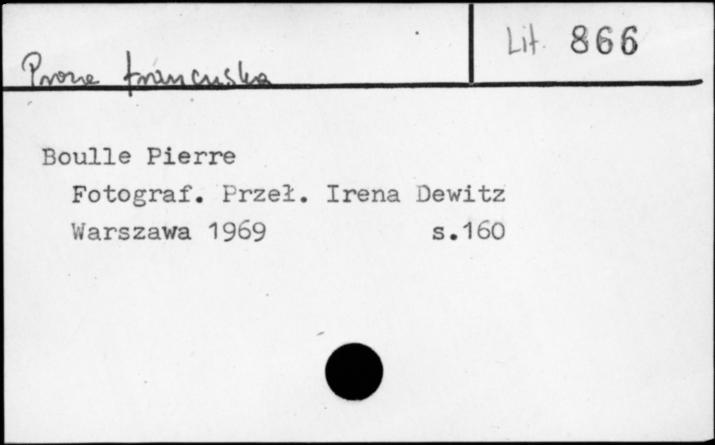 Proza francuska
Lit. 866
Boulle Pierre
Fotograf. Przeł. Irena Dewitz
Warszawa 1969 s.160